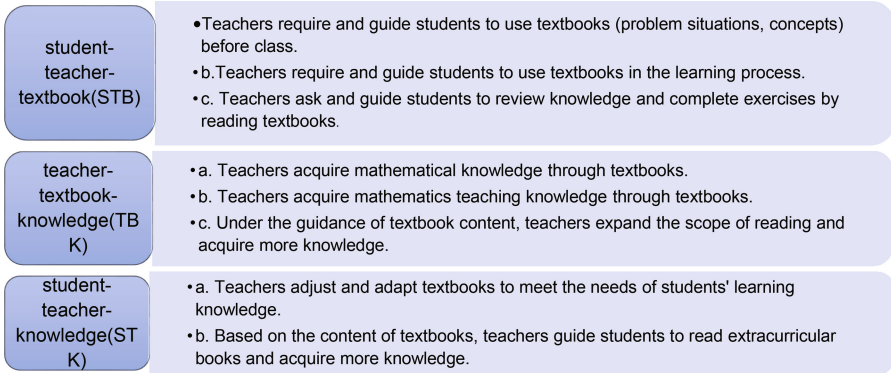 student-
teacher-
textbook(STB)
•Teachers require and guide students to use textbooks (problem situations, concepts)
before class.
•b.Teachers require and guide students to use textbooks in the learning process.
•c. Teachers ask and guide students to review knowledge and complete exercises by
reading textbooks.
teacher-
textbook-
knowledge(TB
K)
•a. Teachers acquire mathematical knowledge through textbooks.
•b. Teachers acquire mathematics teaching knowledge through textbooks.
•c. Under the guidance of textbook content, teachers expand the scope of reading and
acquire more knowledge.
student-
teacher-
knowledge(ST
K)
•a. Teachers adjust and adapt textbooks to meet the needs of students' learning
knowledge.
•b. Based on the content of textbooks, teachers guide students to read extracurricular
books and acquire more knowledge.